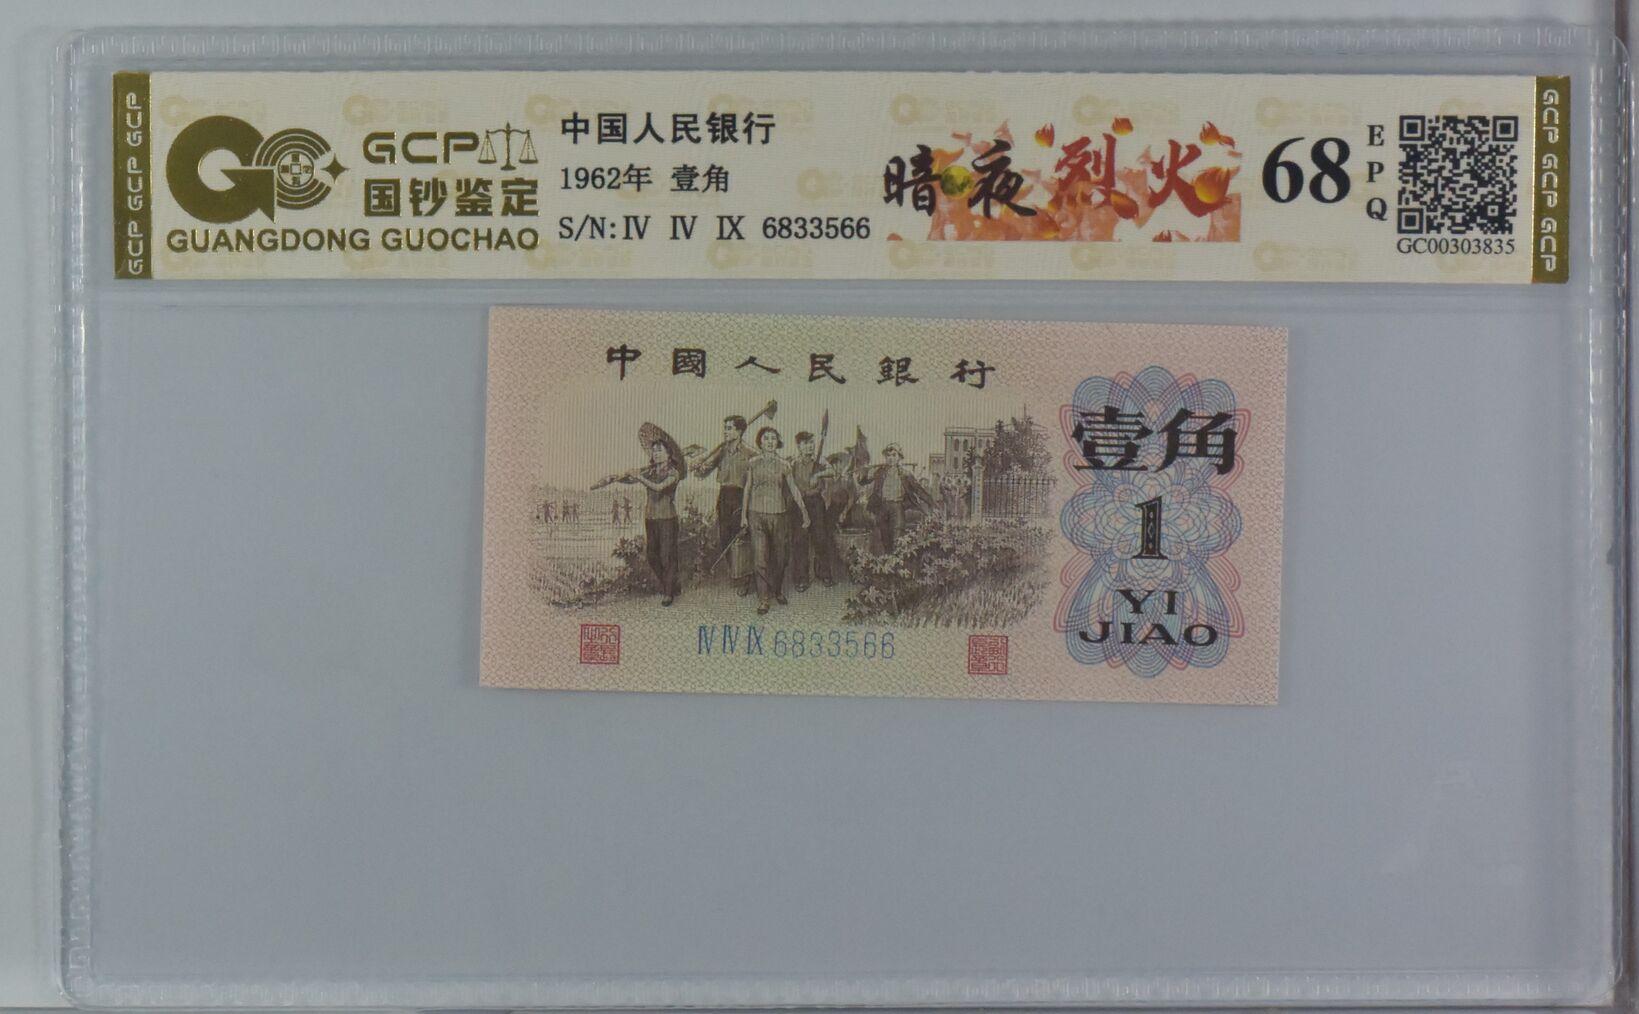 GCP GCP GCP
GCP
国钞鉴定
GUANGDONG GUOCHAO
中国人民银行
1962年 壹角
S/N: IV IV IX 6833566
暗夜烈火
68
EPQ
GC00303835
GCP GCP GCP
中國人民銀行
壹角
1
YI
JIAO
IV IV IX 6833566